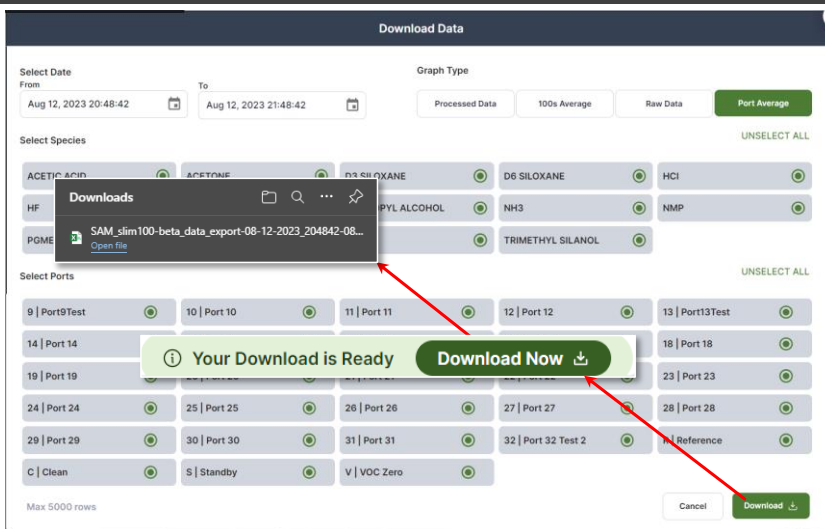 Download Data
Select Date
From
To
Graph Type
Aug 12, 2023 20:48:42
Aug 12, 2023 21:48:42
Processed Data
100s Average
Raw Data
Port Average
Select Species
UNSELECT ALL
ACETIC ACID
ACETONE
D3 SILOXANE
D6 SILOXANE
HCl
Downloads
HF
PYL ALCOHOL
NH3
NMP
SAM_slim100-beta_data_export-08-12-2023_204842-08...
Open file
PGME
TRIMETHYL SILANOL
Select Ports
UNSELECT ALL
9 | Port9Test
10 | Port 10
11 | Port 11
12 | Port 12
13 | Port13Test
14 | Port 14
18 | Port 18
Your Download is Ready
Download Now
19 | Port 19
23 | Port 23
24 | Port 24
25 | Port 25
26 | Port 26
27 | Port 27
28 | Port 28
29 | Port 29
30 | Port 30
31 | Port 31
32 | Port 32 Test 2
R | Reference
C | Clean
S | Standby
V | VOC Zero
Max 5000 rows
Cancel
Download